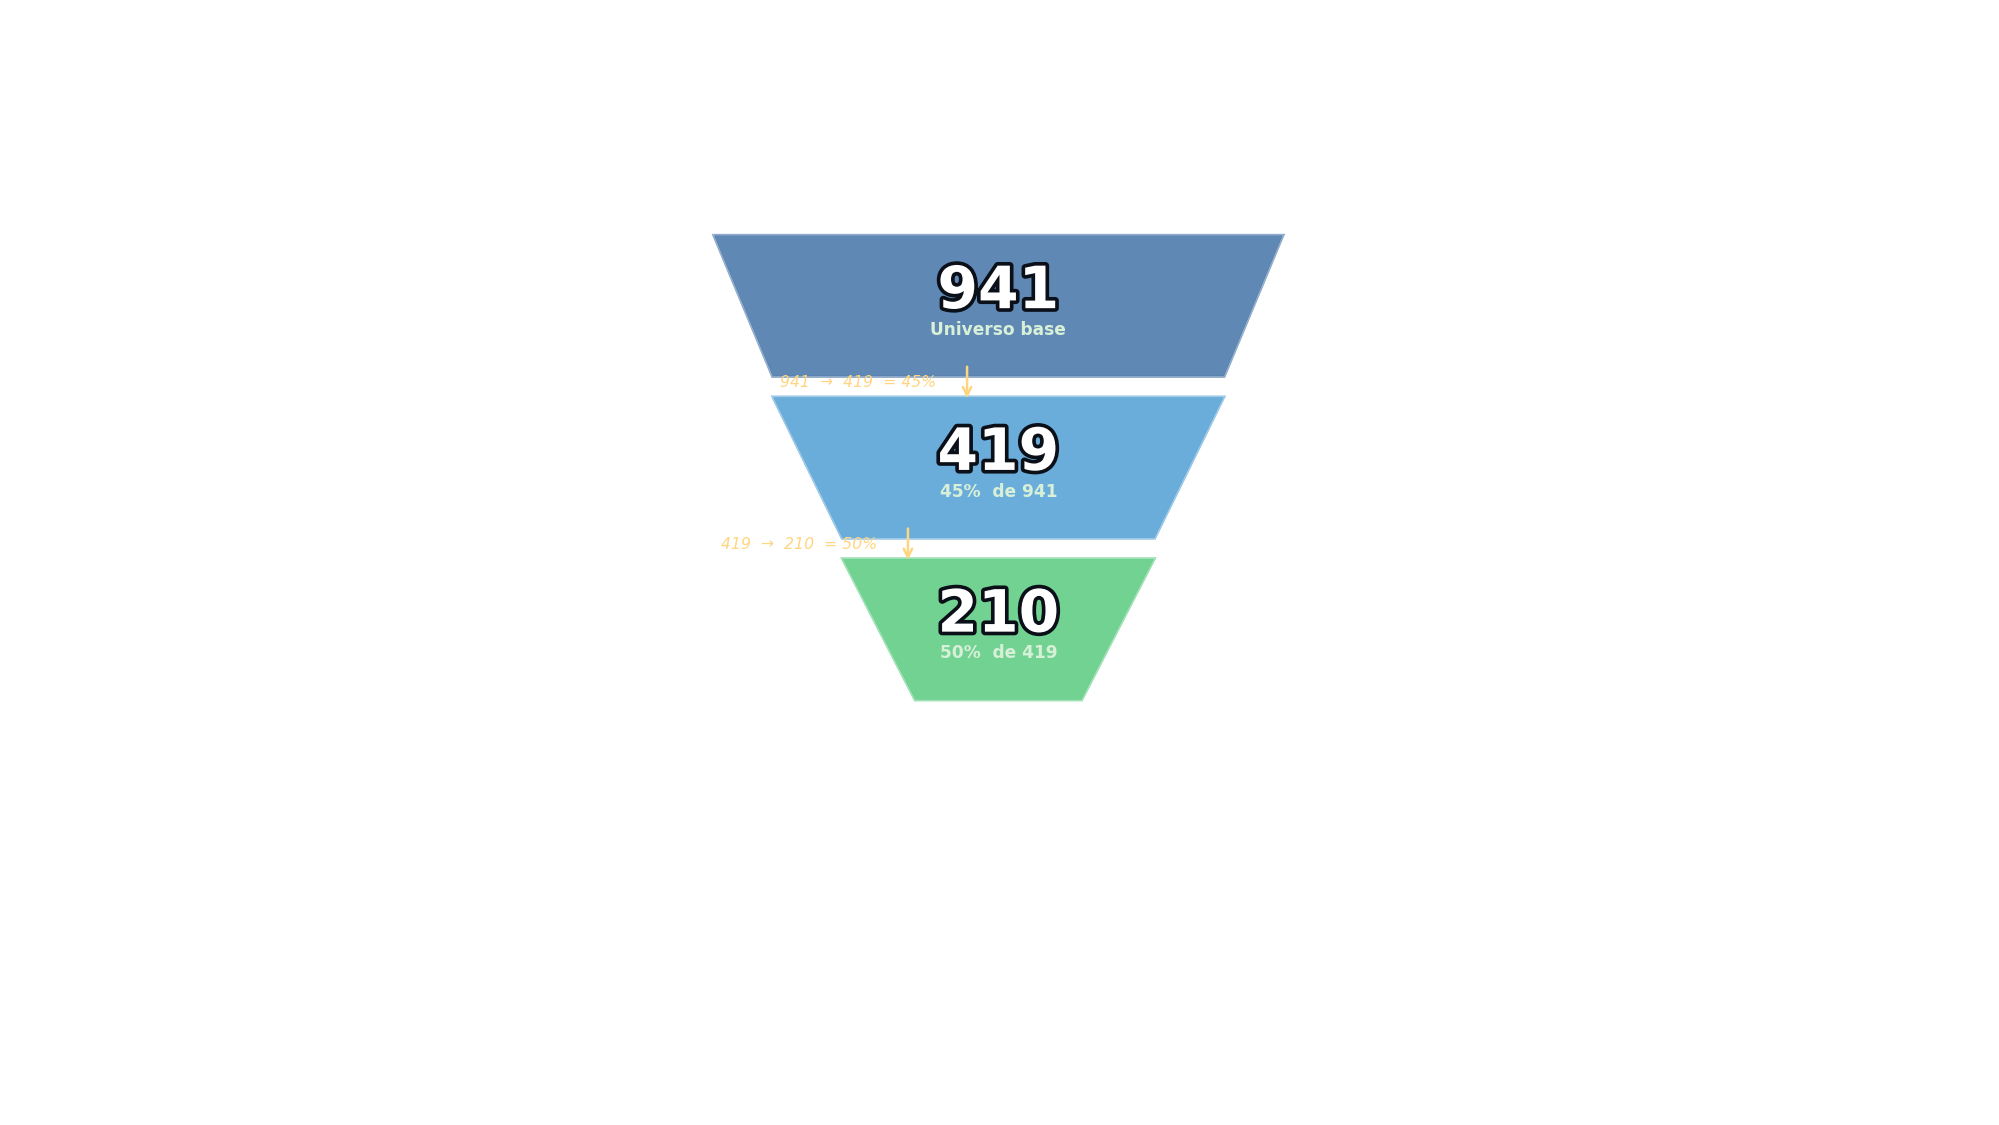 941
Universo base
941 → 419 = 45%
419
45% de 941
419 → 210 = 50%
210
50% de 419